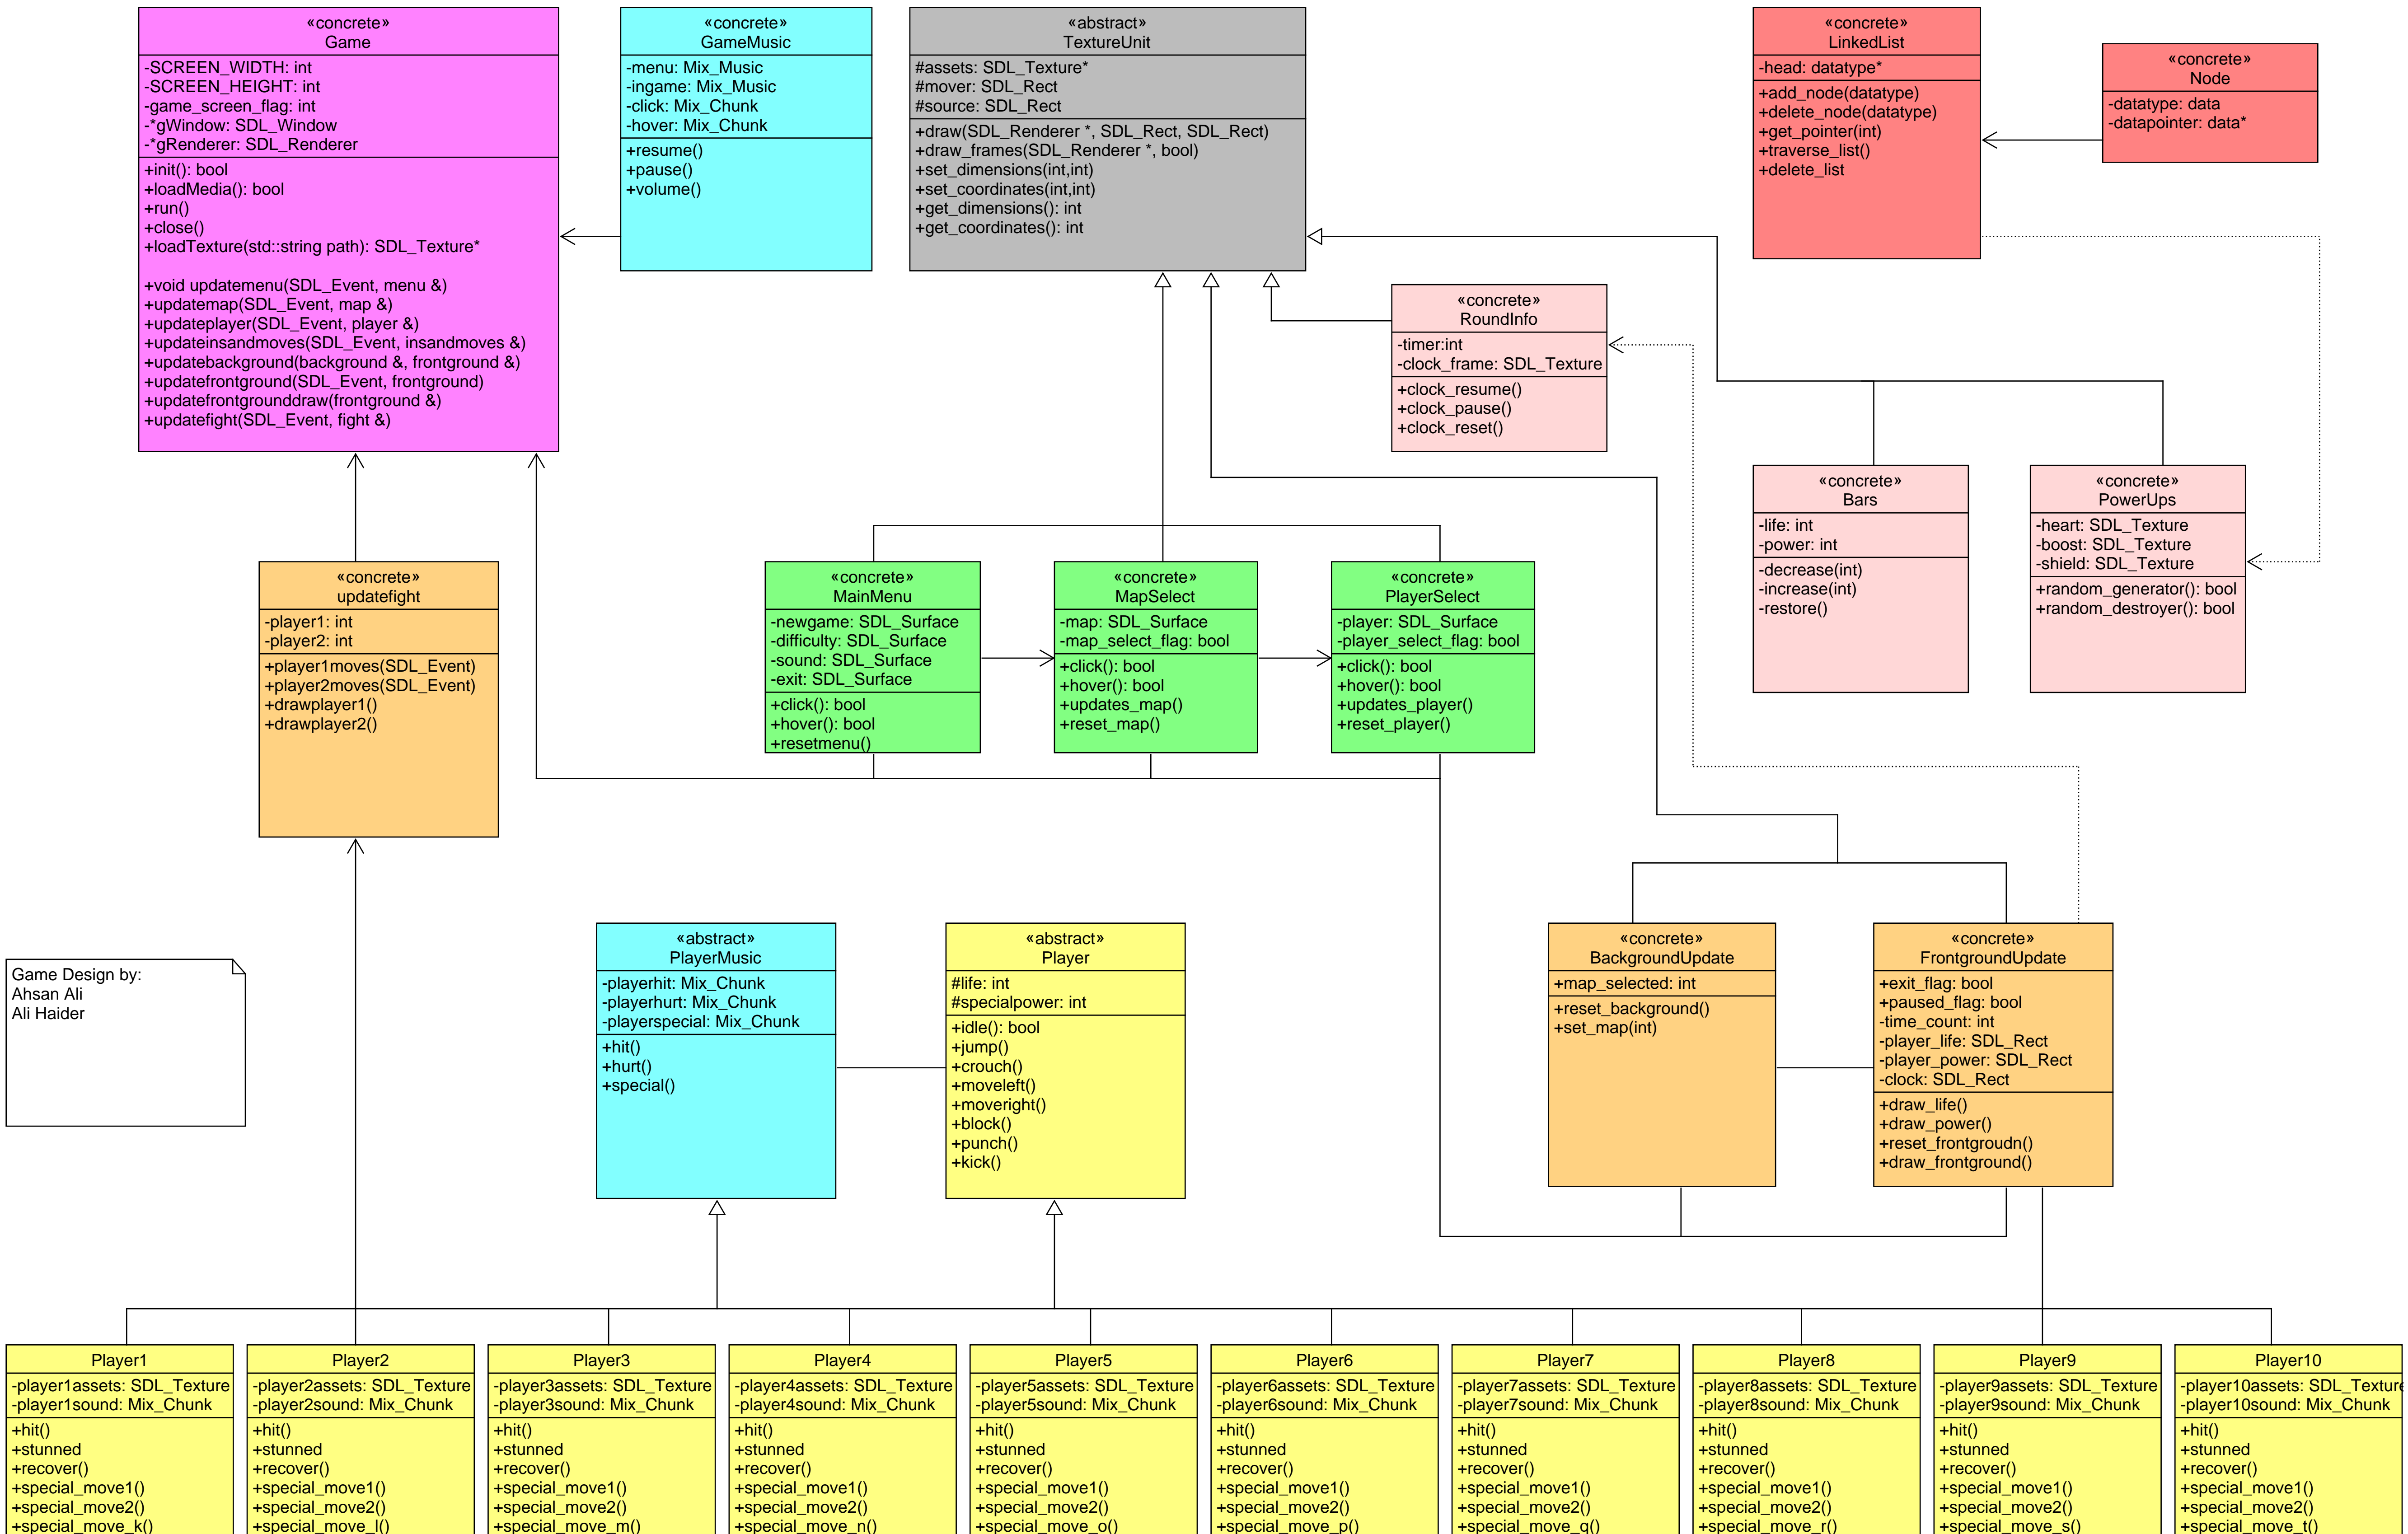 «concrete»
Game
-SCREEN_WIDTH: int
-SCREEN_HEIGHT: int
-game_screen_flag: int
-*gWindow: SDL_Window
-*gRenderer: SDL_Renderer
+init(): bool
+loadMedia(): bool
+run()
+close()
+loadTexture(std::string path): SDL_Texture*
+void updatemenu(SDL_Event, menu &)
+updatemap(SDL_Event, map &)
+updateplayer(SDL_Event, player &)
+updateinsandmoves(SDL_Event, insandmoves &)
+updatebackground(background &, frontground &)
+updatefrontground(SDL_Event, frontground)
+updatefrontgrounddraw(frontground &)
+updatefight(SDL_Event, fight &)
«concrete»
GameMusic
-menu: Mix_Music
-ingame: Mix_Music
-click: Mix_Chunk
-hover: Mix_Chunk
+resume()
+pause()
+volume()
«abstract»
TextureUnit
#assets: SDL_Texture*
#mover: SDL_Rect
#source: SDL_Rect
+draw(SDL_Renderer *, SDL_Rect, SDL_Rect)
+draw_frames(SDL_Renderer *, bool)
+set_dimensions(int,int)
+set_coordinates(int,int)
+get_dimensions(): int
+get_coordinates(): int
«concrete»
LinkedList
-head: datatype*
+add_node(datatype)
+delete_node(datatype)
+get_pointer(int)
+traverse_list()
+delete_list
«concrete»
Node
-datatype: data
-datapointer: data*
«concrete»
RoundInfo
-timer:int
-clock_frame: SDL_Texture
+clock_resume()
+clock_pause()
+clock_reset()
«concrete»
Bars
-life: int
-power: int
-decrease(int)
-increase(int)
-restore()
«concrete»
PowerUps
-heart: SDL_Texture
-boost: SDL_Texture
-shield: SDL_Texture
+random_generator(): bool
+random_destroyer(): bool
«concrete»
updatefight
-player1: int
-player2: int
+player1moves(SDL_Event)
+player2moves(SDL_Event)
+drawplayer1()
+drawplayer2()
«concrete»
MainMenu
-newgame: SDL_Surface
-difficulty: SDL_Surface
-sound: SDL_Surface
-exit: SDL_Surface
+click(): bool
+hover(): bool
+resetmenu()
«concrete»
MapSelect
-map: SDL_Surface
-map_select_flag: bool
+click(): bool
+hover(): bool
+updates_map()
+reset_map()
«concrete»
PlayerSelect
-player: SDL_Surface
-player_select_flag: bool
+click(): bool
+hover(): bool
+updates_player()
+reset_player()
Game Design by:
Ahsan Ali
Ali Haider
«abstract»
PlayerMusic
-playerhit: Mix_Chunk
-playerhurt: Mix_Chunk
-playerspecial: Mix_Chunk
+hit()
+hurt()
+special()
«abstract»
Player
#life: int
#specialpower: int
+idle(): bool
+jump()
+crouch()
+moveleft()
+moveright()
+block()
+punch()
+kick()
«concrete»
BackgroundUpdate
+map_selected: int
+reset_background()
+set_map(int)
«concrete»
FrontgroundUpdate
+exit_flag: bool
+paused_flag: bool
-time_count: int
-player_life: SDL_Rect
-player_power: SDL_Rect
-clock: SDL_Rect
+draw_life()
+draw_power()
+reset_frontgroudn()
+draw_frontground()
Player1
-player1assets: SDL_Texture
-player1sound: Mix_Chunk
+hit()
+stunned
+recover()
+special_move1()
+special_move2()
+special_move_k()
Player2
-player2assets: SDL_Texture
-player2sound: Mix_Chunk
+hit()
+stunned
+recover()
+special_move1()
+special_move2()
+special_move_l()
Player3
-player3assets: SDL_Texture
-player3sound: Mix_Chunk
+hit()
+stunned
+recover()
+special_move1()
+special_move2()
+special_move_m()
Player4
-player4assets: SDL_Texture
-player4sound: Mix_Chunk
+hit()
+stunned
+recover()
+special_move1()
+special_move2()
+special_move_n()
Player5
-player5assets: SDL_Texture
-player5sound: Mix_Chunk
+hit()
+stunned
+recover()
+special_move1()
+special_move2()
+special_move_o()
Player6
-player6assets: SDL_Texture
-player6sound: Mix_Chunk
+hit()
+stunned
+recover()
+special_move1()
+special_move2()
+special_move_p()
Player7
-player7assets: SDL_Texture
-player7sound: Mix_Chunk
+hit()
+stunned
+recover()
+special_move1()
+special_move2()
+special_move_q()
Player8
-player8assets: SDL_Texture
-player8sound: Mix_Chunk
+hit()
+stunned
+recover()
+special_move1()
+special_move2()
+special_move_r()
Player9
-player9assets: SDL_Texture
-player9sound: Mix_Chunk
+hit()
+stunned
+recover()
+special_move1()
+special_move2()
+special_move_s()
Player10
-player10assets: SDL_Texture
-player10sound: Mix_Chunk
+hit()
+stunned
+recover()
+special_move1()
+special_move2()
+special_move_t()